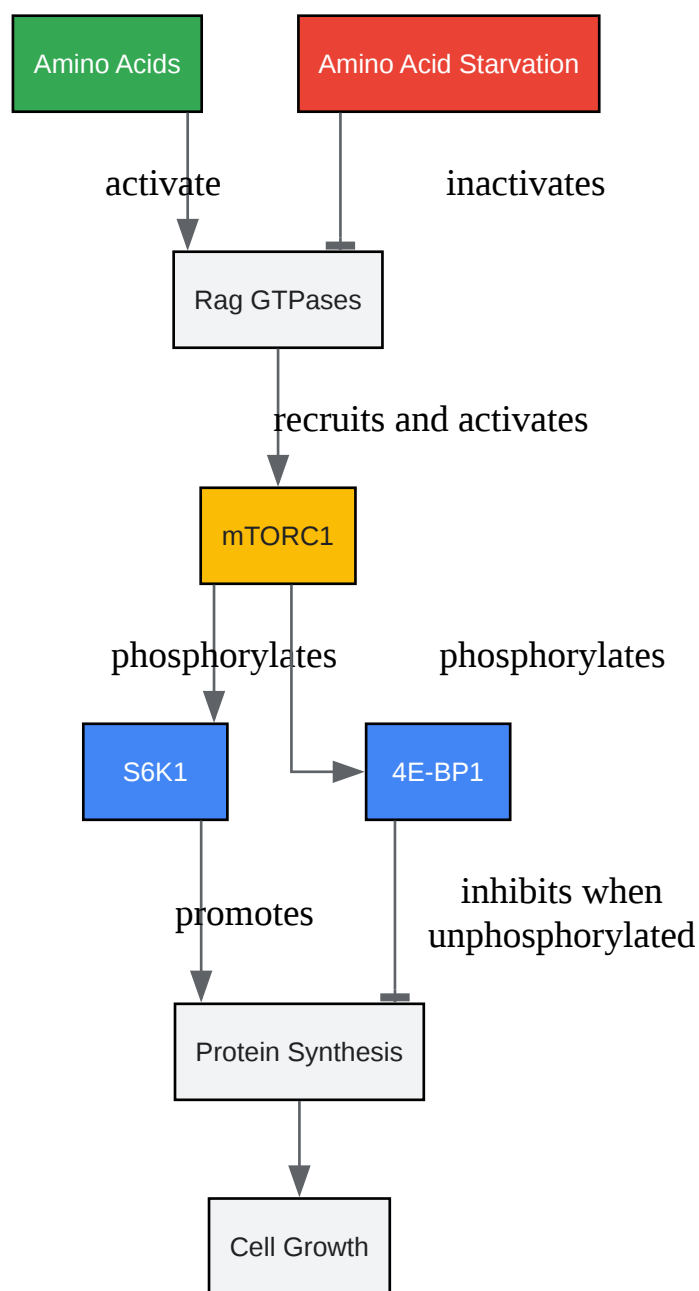 Amino Acids
Amino Acid Starvation
activate
inactivates
Rag GTPases
recruits and activates
mTORC1
phosphorylates
phosphorylates
S6K1
4E-BP1
promotes
inhibits when
unphosphorylated
Protein Synthesis
Cell Growth